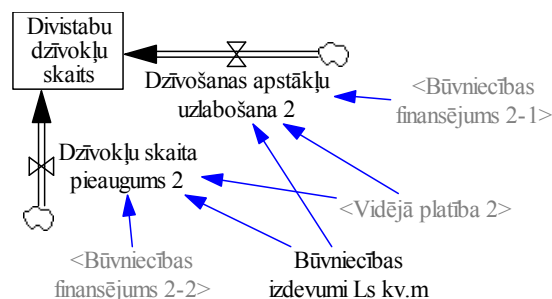 Divistabu
dzīvokļu
skaits
Dzīvošanas apstākļu
uzlabošana 2
<Būvniecības
finansējums 2-1>
Dzīvokļu skaita
pieaugums 2
<Vidējā platība 2>
<Būvniecības
finansējums 2-2>
Būvniecības
izdevumi Ls kv.m